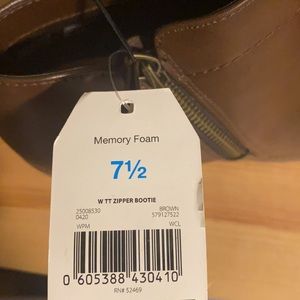 Memory Foam
7½
W TT ZIPPER BOOTIE
25008530 BROWN
0420 579127522
WPM WCL
0 605388 430410
RN# 52469